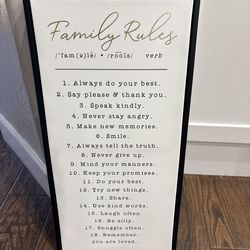 Family Rules
/'fam(ə)lē/ • /ro͞ols/ verb
1. Always do your best.
2. Say please & thank you.
3. Speak kindly.
4. Never stay angry.
5. Make new memories.
6. Smile.
7. Always tell the truth.
8. Never give up.
9. Mind your manners.
10. Keep your promises.
11. Do your best.
12. Try new things.
13. Share.
14. Use kind words.
15. Laugh often
16. Be silly.
17. Snuggle often.
18. Remember:
you are loved.